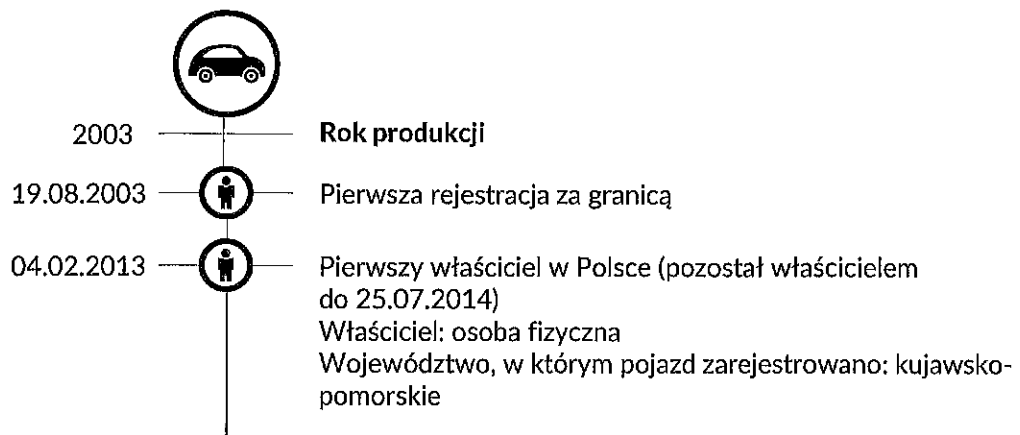 2003 Rok produkcji
19.08.2003 Pierwsza rejestracja za granicą
04.02.2013 Pierwszy właściciel w Polsce (pozostał właścicielem
do 25.07.2014)
Właściciel: osoba fizyczna
Województwo, w którym pojazd zarejestrowano: kujawsko-
pomorskie